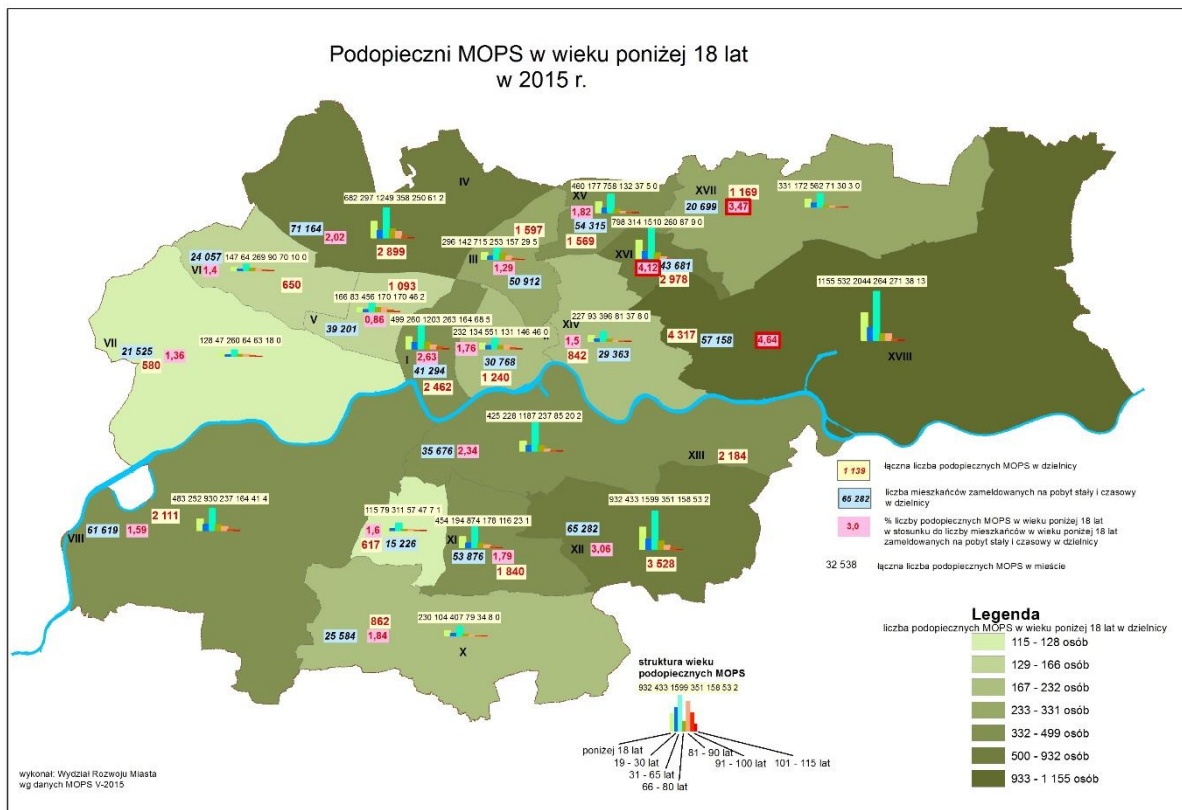 Podopieczni MOPS w wieku poniżej 18 lat
w 2015 r.
IV
682 297 1249 358 250 61 2
71 164
2,02
2 899
460 177 758 132 37 5 0
XV
1,82
54 315
1 569
XVII
1 169
20 699
3,47
331 172 562 71 30 3 0
798 314 1510 260 87 9 0
XVI
4,12
43 681
2 978
1 597
296 142 715 253 157 29 5
III
1,29
50 912
24 057
147 64 269 90 70 10 0
VI
1,4
650
1 093
166 83 456 170 170 46 2
V
39 201
0,86
1155 532 2044 264 271 38 13
4 317
57 158
4,64
XVIII
499 260 1203 263 164 68 5
I
2,63
41 294
2 462
232 134 551 131 146 46 0
1,76
30 768
1 240
227 93 396 81 37 8 0
XIV
1,5
842
29 363
VII
21 525
1,36
580
128 47 260 64 63 18 0
425 228 1187 237 85 20 2
35 676
2,34
XIII
2 184
483 252 930 237 164 41 4
2 111
VIII
61 619
1,59
115 79 311 57 47 7 1
1,6
617
15 226
454 194 874 178 116 23 1
XI
53 876
1,79
1 840
932 433 1599 351 158 53 2
65 282
XII
3,06
3 528
862
25 584
1,84
230 104 407 79 34 8 0
X
1 139
łączna liczba podopiecznych MOPS w dzielnicy
65 282
liczba mieszkańców zameldowanych na pobyt stały i czasowy
w dzielnicy
3,0
% liczby podopiecznych MOPS w wieku poniżej 18 lat
w stosunku do liczby mieszkańców w wieku poniżej 18 lat
zameldowanych na pobyt stały i czasowy w dzielnicy
32 538
łączna liczba podopiecznych MOPS w mieście
Legenda
liczba podopiecznych MOPS w wieku poniżej 18 lat w dzielnicy
115 - 128 osób
129 - 166 osób
167 - 232 osób
233 - 331 osób
332 - 499 osób
500 - 932 osób
933 - 1 155 osób
struktura wieku
podopiecznych MOPS
932 433 1599 351 158 53 2
poniżej 18 lat
19 - 30 lat
31 - 65 lat
66 - 80 lat
81 - 90 lat
91 - 100 lat
101 - 115 lat
wykonał: Wydział Rozwoju Miasta
wg danych MOPS V-2015